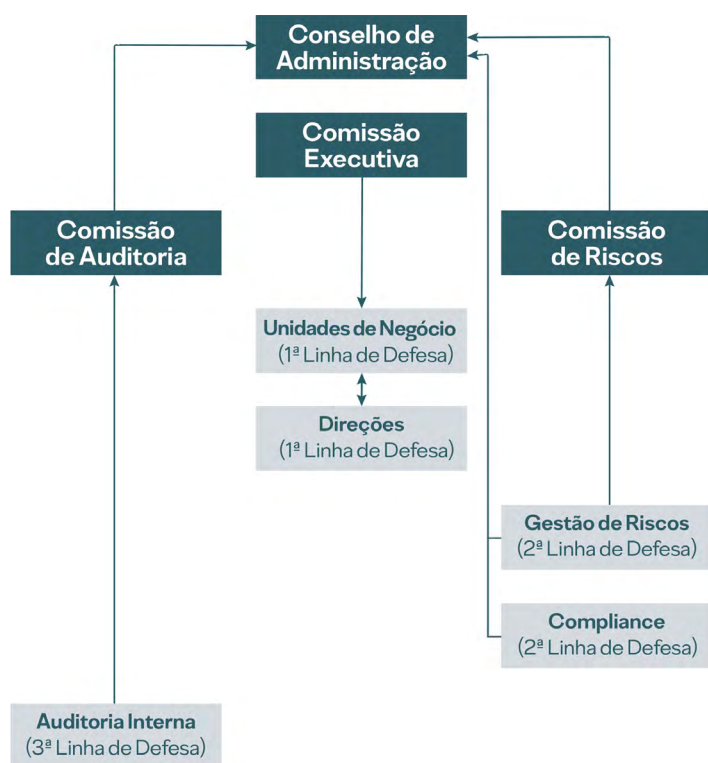 Conselho de
Administração
Comissão
Executiva
Comissão
de Auditoria
Comissão
de Riscos
Unidades de Negócio
(1ª Linha de Defesa)
Direções
(1ª Linha de Defesa)
Gestão de Riscos
(2ª Linha de Defesa)
Compliance
(2ª Linha de Defesa)
Auditoria Interna
(3ª Linha de Defesa)